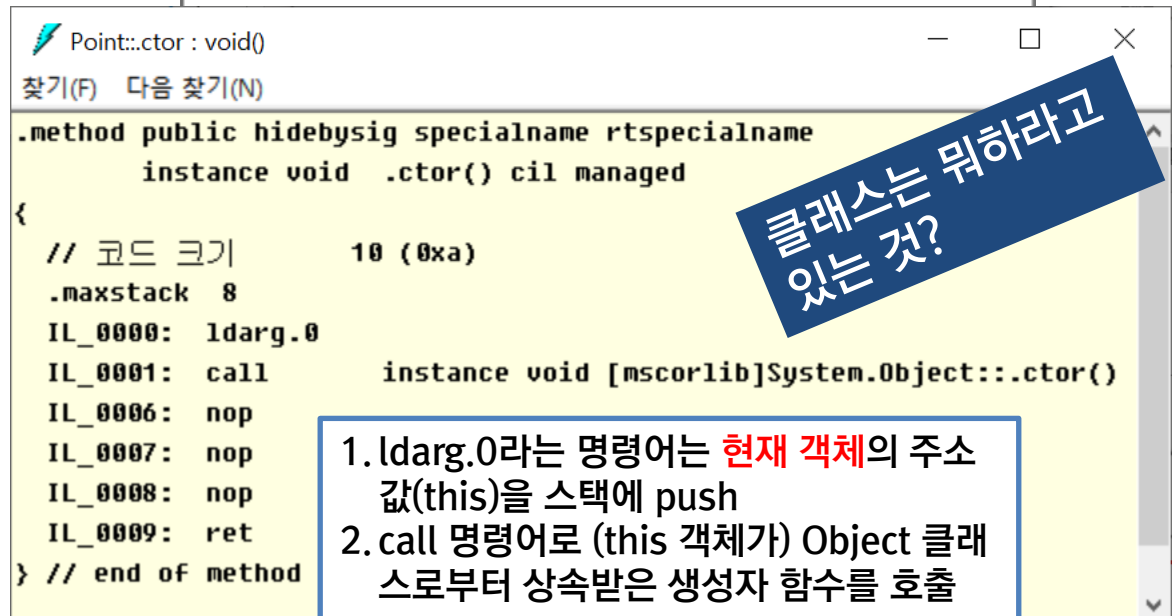 Point::.ctor : void()
찾기(F) 다음 찾기(N)
.method public hidebysig specialname rtspecialname
instance void .ctor() cil managed
{
// 코드 크기 10 (0xa)
.maxstack 8
IL_0000: ldarg.0
IL_0001: call instance void [mscorlib]System.Object::.ctor()
IL_0006: nop
IL_0007: nop
IL_0008: nop
IL_0009: ret
} // end of method
클래스는 뭐하라고
있는 것?
1. ldarg.0라는 명령어는 현재 객체의 주소
값(this)을 스택에 push
2. call 명령어로 (this 객체가) Object 클래
스로부터 상속받은 생성자 함수를 호출